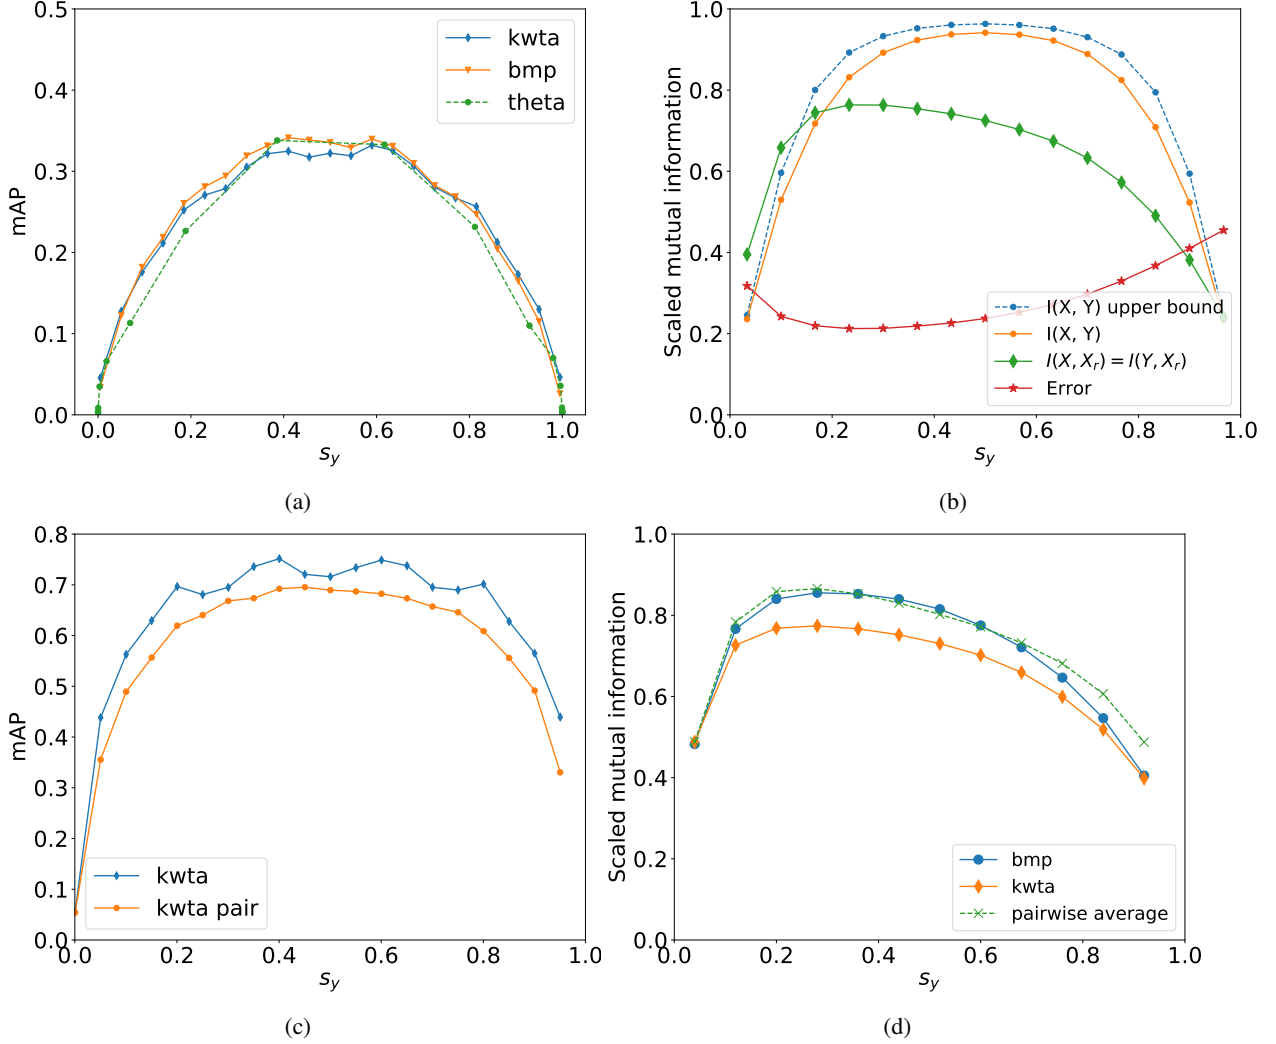 0.5
0.4
0.3
0.2
0.1
0.0
mAP
0.0 0.2 0.4 0.6 0.8 1.0
s_y
kwta
bmp
theta
(a)
1.0
0.8
0.6
0.4
0.2
0.0
Scaled mutual information
0.0 0.2 0.4 0.6 0.8 1.0
s_y
I(X, Y) upper bound
I(X, Y)
I(X, X_r) = I(Y, X_r)
Error
(b)
0.8
0.7
0.6
0.5
0.4
0.3
0.2
0.1
0.0
mAP
0.0 0.2 0.4 0.6 0.8 1.0
s_y
kwta
kwta pair
(c)
1.0
0.8
0.6
0.4
0.2
0.0
Scaled mutual information
0.0 0.2 0.4 0.6 0.8 1.0
s_y
bmp
kwta
pairwise average
(d)